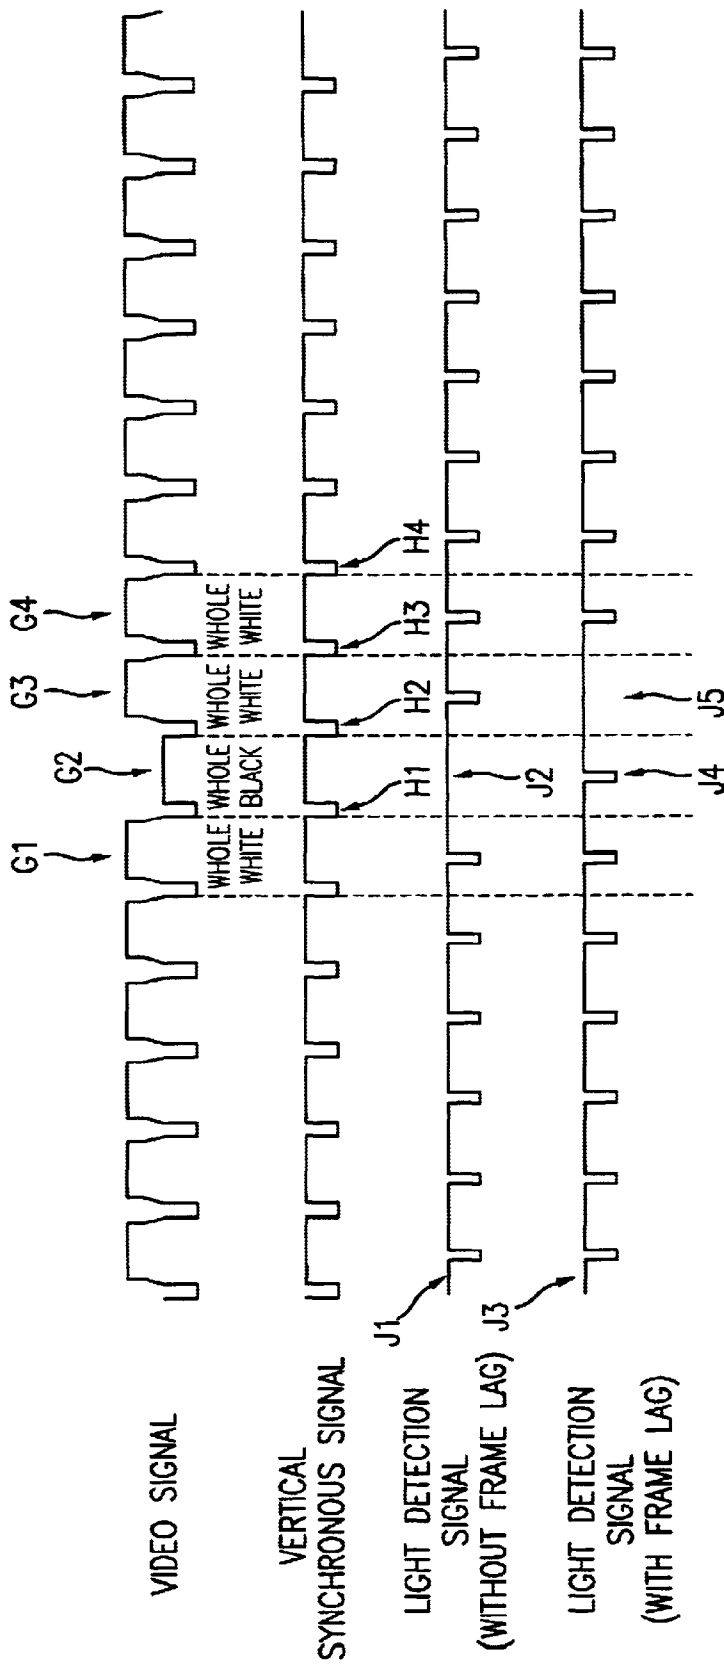 G1
G2
G3
G4
VIDEO SIGNAL
WHOLE
WHITE
WHOLE
BLACK
WHOLE
WHITE
WHOLE
WHITE
VERTICAL
SYNCHRONOUS SIGNAL
H1
H2
H3
H4
J1
LIGHT DETECTION
SIGNAL
(WITHOUT FRAME LAG)
J2
J3
LIGHT DETECTION
SIGNAL
(WITH FRAME LAG)
J4
J5